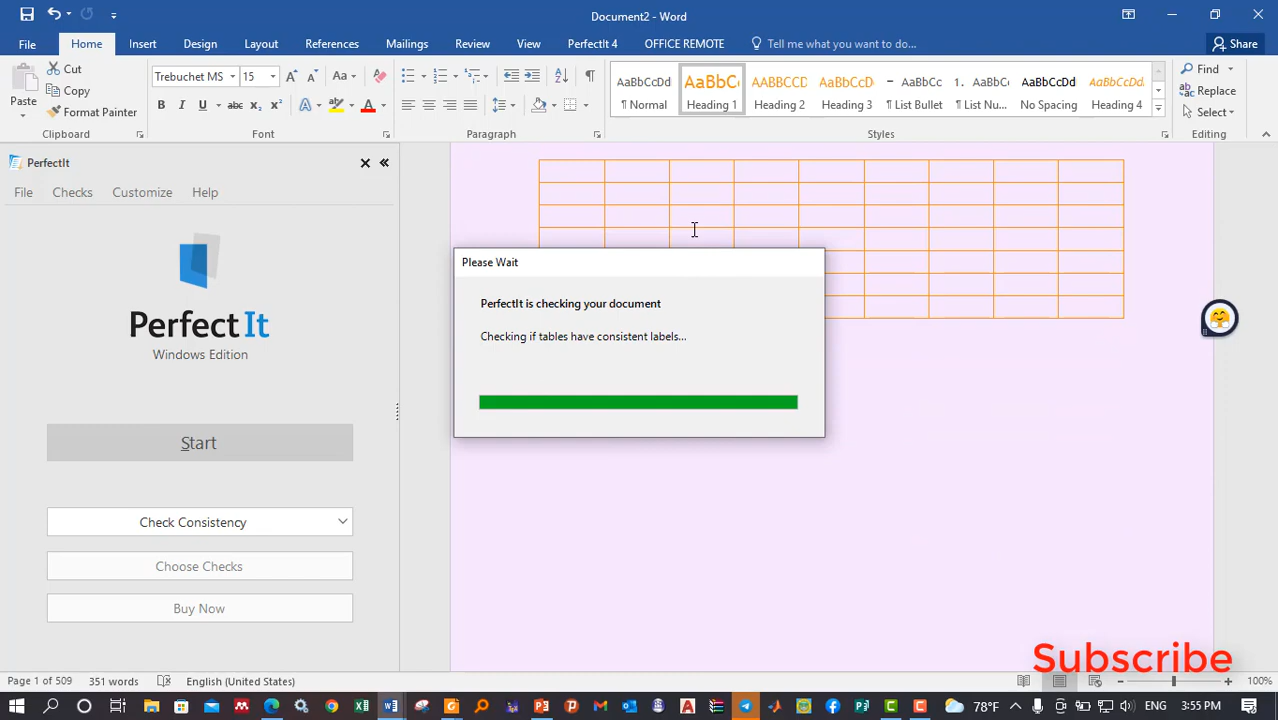 Document2 - Word
File Home Insert Design Layout References Mailings Review View PerfectIt 4 OFFICE REMOTE Tell me what you want to do... Share
Paste
Cut
Copy
Format Painter
Trebuchet MS 15
AaBbCcDd AaBbC AABBCCD AaBbCcD AaBbCc 1. AaBbCc AaBbCcDd AaBbCcDd
¶ Normal Heading 1 Heading 2 Heading 3 ¶ List Bullet ¶ List Nu... No Spac... Heading 4
Find
Replace
Select
Clipboard Font Paragraph Styles Editing
PerfectIt
File Checks Customize Help
PerfectIt
Windows Edition
Start
Check Consistency
Choose Checks
Buy Now
Please Wait
PerfectIt is checking your document
Checking if tables have consistent labels...
Subscribe
Page 1 of 509 351 words English (United States) 100%
78°F ENG 3:55 PM